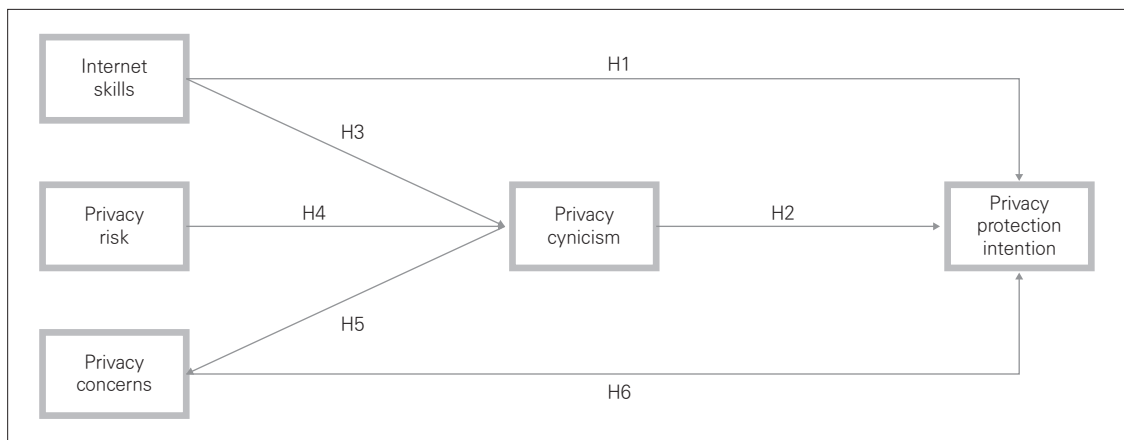 Internet
skills
H1
H3
Privacy
risk
H4
Privacy
cynicism
H2
Privacy
protection
intention
H5
Privacy
concerns
H6